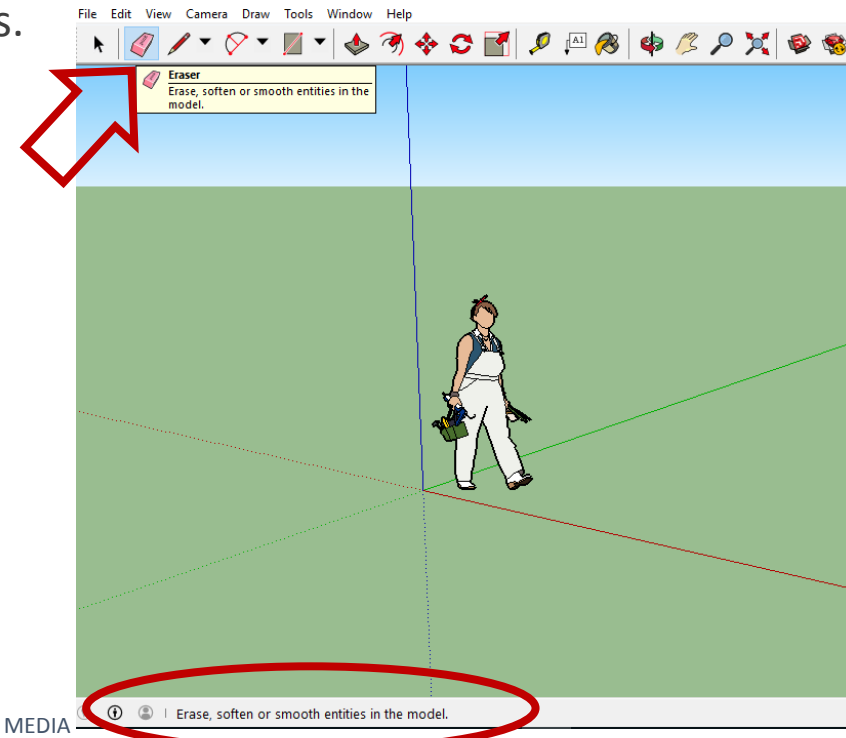 s.
File Edit View Camera Draw Tools Window Help
A1
Eraser
Erase, soften or smooth entities in the
model.
Erase, soften or smooth entities in the model.
MEDIA